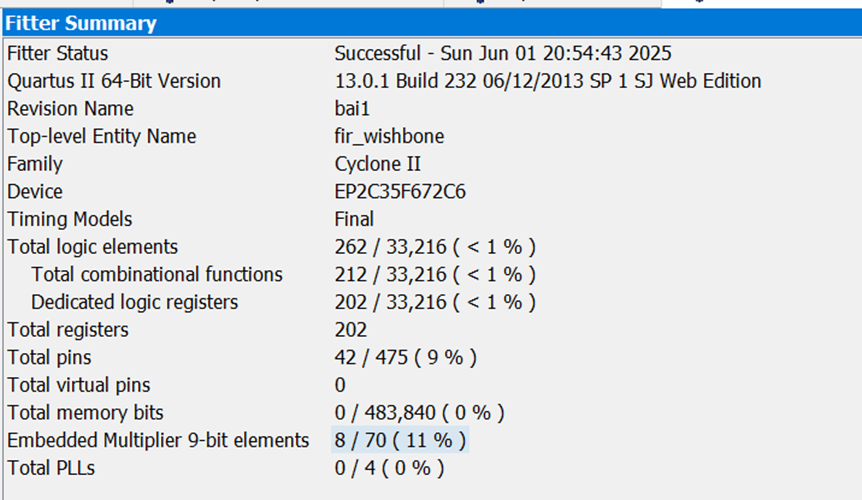 Fitter Summary
Fitter Status Successful - Sun Jun 01 20:54:43 2025
Quartus II 64-Bit Version 13.0.1 Build 232 06/12/2013 SP 1 SJ Web Edition
Revision Name bai1
Top-level Entity Name fir_wishbone
Family Cyclone II
Device EP2C35F672C6
Timing Models Final
Total logic elements 262 / 33,216 ( < 1 % )
Total combinational functions 212 / 33,216 ( < 1 % )
Dedicated logic registers 202 / 33,216 ( < 1 % )
Total registers 202
Total pins 42 / 475 ( 9 % )
Total virtual pins 0
Total memory bits 0 / 483,840 ( 0 % )
Embedded Multiplier 9-bit elements 8 / 70 ( 11 % )
Total PLLs 0 / 4 ( 0 % )